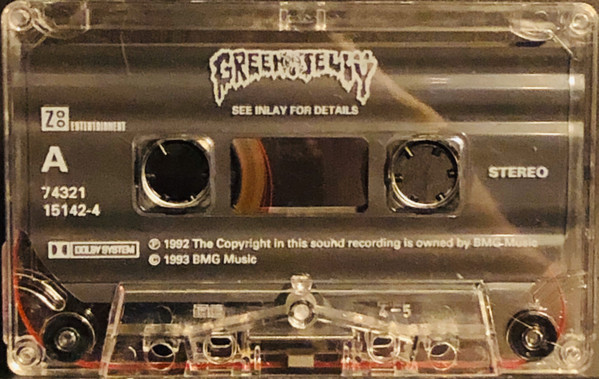 GREEN JELLY
SEE INLAY FOR DETAILS
ZOO ENTERTAINMENT
A
STEREO
74321
15142-4
DOLBY SYSTEM
℗ 1992 The Copyright in this sound recording is owned by BMG Music
© 1993 BMG Music